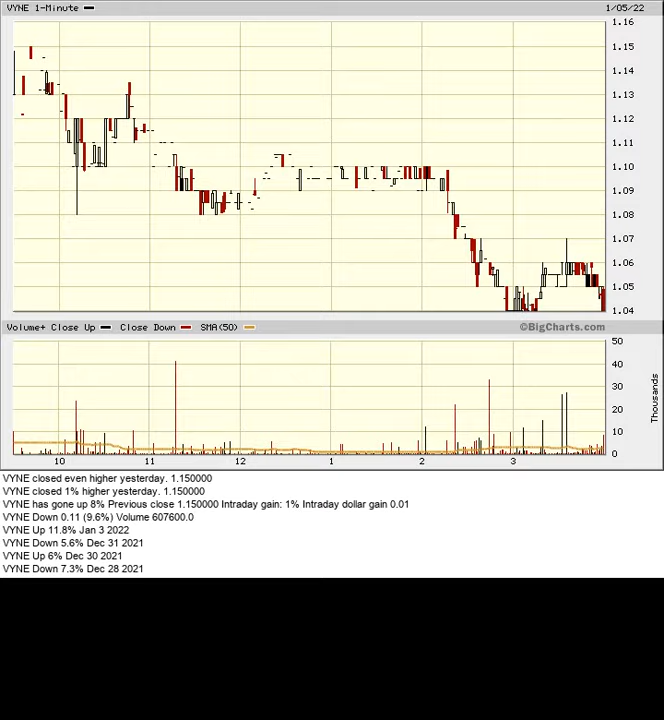 VYNE 1-Minute 1/05/22
1.16
1.15
1.14
1.13
1.12
1.11
1.10
1.09
1.08
1.07
1.06
1.05
1.04
Volume+ Close Up Close Down SMA(50) ©BigCharts.com
50
40
30
20
10
0
Thousands
10 11 12 1 2 3
VYNE closed even higher yesterday. 1.150000
VYNE closed 1% higher yesterday. 1.150000
VYNE has gone up 8% Previous close 1.150000 Intraday gain: 1% Intraday dollar gain 0.01
VYNE Down 0.11 (9.6%) Volume 607600.0
VYNE Up 11.8% Jan 3 2022
VYNE Down 5.6% Dec 31 2021
VYNE Up 6% Dec 30 2021
VYNE Down 7.3% Dec 28 2021